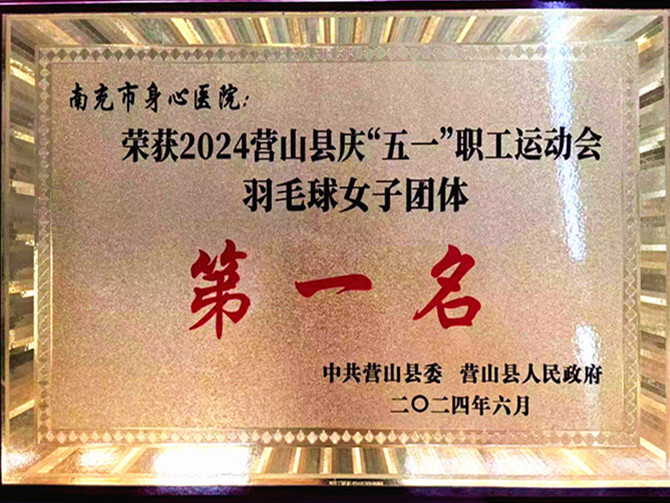 南充市身心医院:
荣获2024营山县庆“五一”职工运动会
羽毛球女子团体
第一名
中共营山县委 营山县人民政府
二〇二四年六月